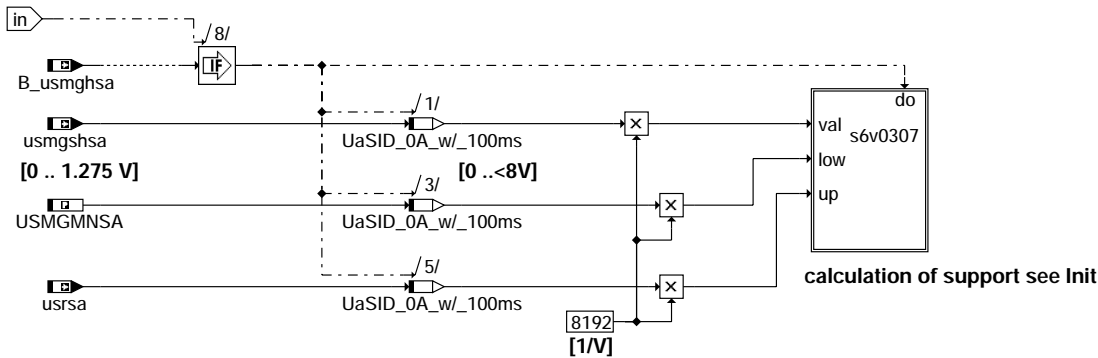 in
/8/
IF
B_usmghsa
do
/1/
val
s6v0307
usmgshsa
UaSID_0A_w/_100ms
[0 .. 1.275 V]
[0 ..<8V]
low
/3/
up
USMGMNSA
UaSID_0A_w/_100ms
/5/
calculation of support see Init
usrsa
UaSID_0A_w/_100ms
8192
[1/V]